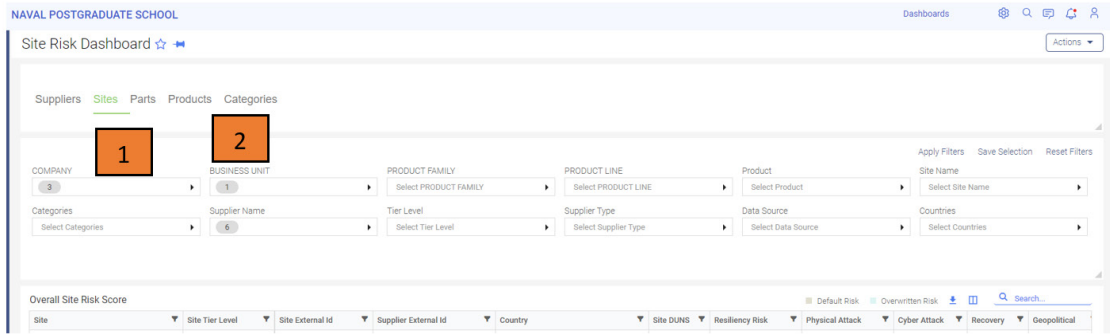 NAVAL POSTGRADUATE SCHOOL Dashboards
Site Risk Dashboard Actions
Suppliers Sites Parts Products Categories
1 2
Apply Filters Save Selection Reset Filters
COMPANY BUSINESS UNIT PRODUCT FAMILY PRODUCT LINE Product Site Name
3 1 Select PRODUCT FAMILY Select PRODUCT LINE Select Product Select Site Name
Categories Supplier Name Tier Level Supplier Type Data Source Countries
Select Categories 6 Select Tier Level Select Supplier Type Select Data Source Select Countries
Overall Site Risk Score Default Risk Overwritten Risk Search...
Site Site Tier Level Site External Id Supplier External Id Country Site DUNS Resiliency Risk Physical Attack Cyber Attack Recovery Geopolitical